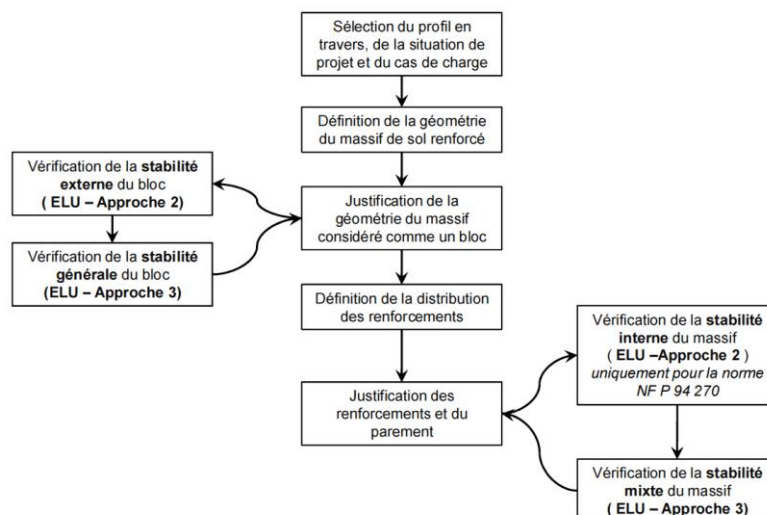 Sélection du profil en
travers, de la situation de
projet et du cas de charge
Définition de la géométrie
du massif de sol renforcé
Vérification de la stabilité
externe du bloc
( ELU – Approche 2)
Justification de la
géométrie du massif
considéré comme un bloc
Vérification de la stabilité
générale du bloc
(ELU – Approche 3)
Définition de la distribution
des renforcements
Vérification de la stabilité
interne du massif
( ELU –Approche 2 )
uniquement pour la norme
NF P 94 270
Justification des
renforcements et du
parement
Vérification de la stabilité
mixte du massif
( ELU – Approche 3)